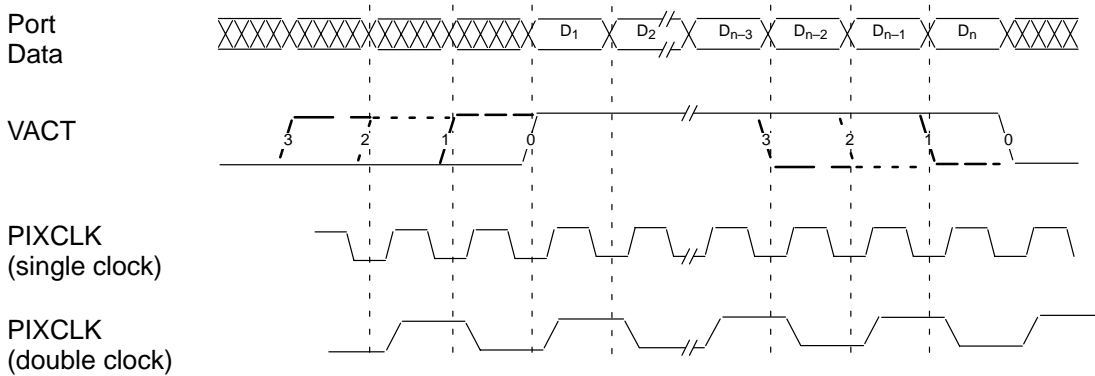 Port
Data
D1 D2 Dn–3 Dn–2 Dn–1 Dn
VACT
3 2 1 0 3 2 1 0
PIXCLK
(single clock)
PIXCLK
(double clock)